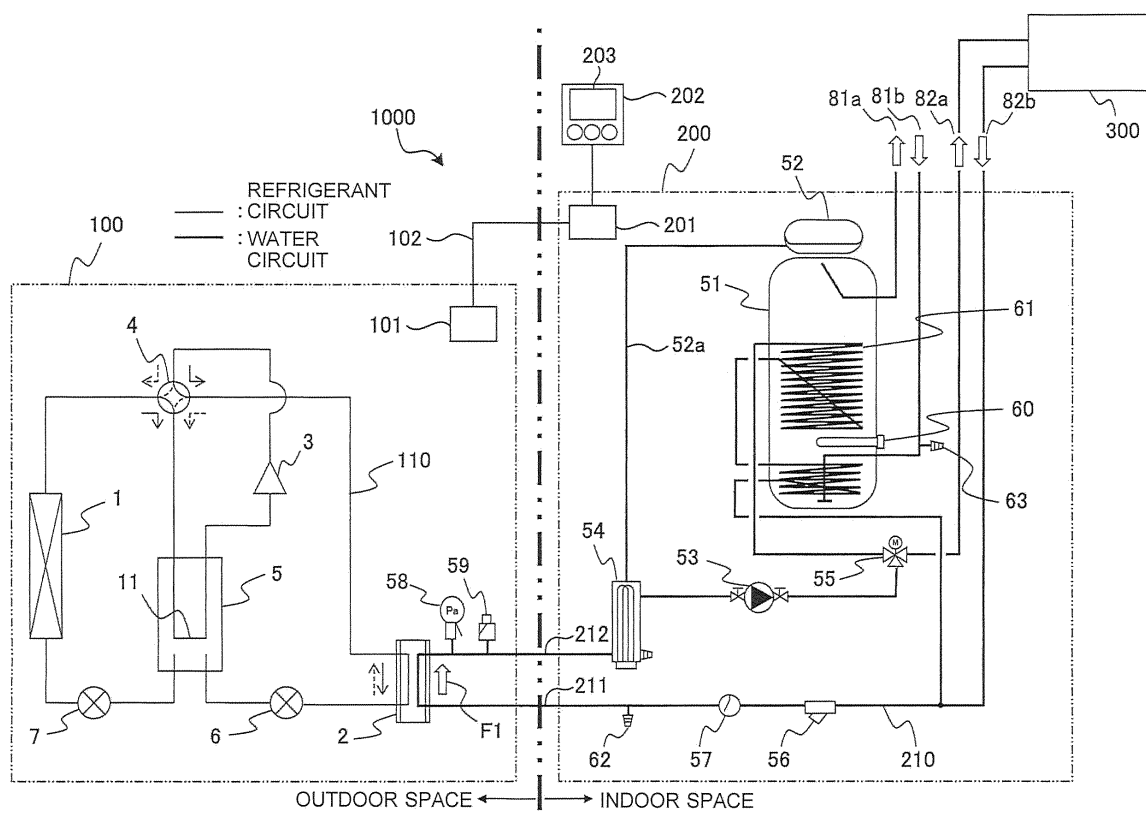 203
202
81a
81b
82a
82b
300
1000
200
52
REFRIGERANT
: CIRCUIT
: WATER
CIRCUIT
100
102
201
51
61
101
52a
4
60
3
110
63
1
54
M
55
53
58
59
5
Pa
11
212
211
7
6
2
F1
62
57
56
210
OUTDOOR SPACE
INDOOR SPACE